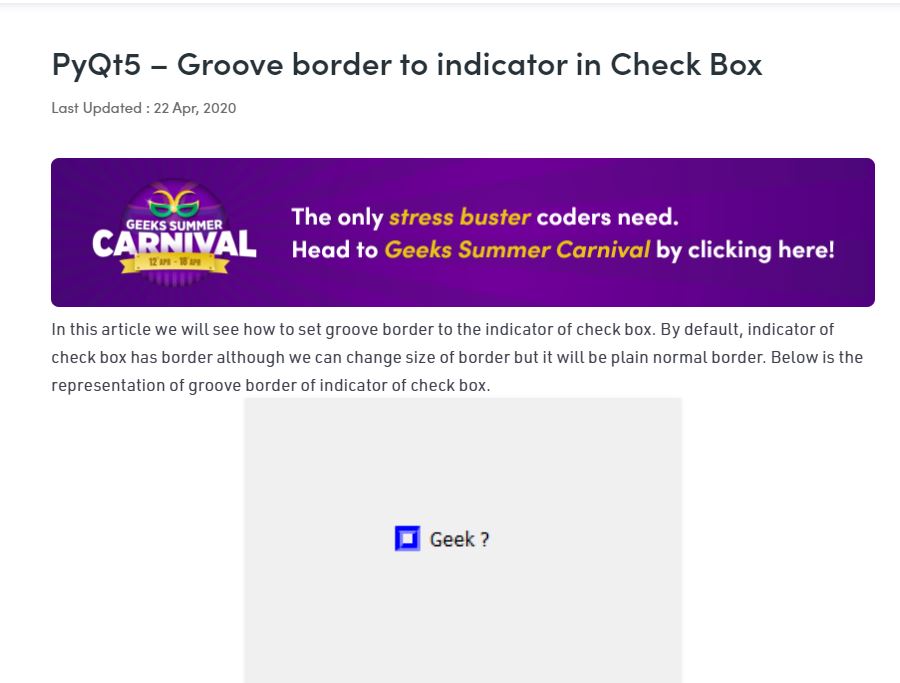 PyQt5 – Groove border to indicator in Check Box
Last Updated : 22 Apr, 2020
GEEKS SUMMER
CARNIVAL
12 APR - 18 APR
The only stress buster coders need.
Head to Geeks Summer Carnival by clicking here!
In this article we will see how to set groove border to the indicator of check box. By default, indicator of
check box has border although we can change size of border but it will be plain normal border. Below is the
representation of groove border of indicator of check box.
Geek ?